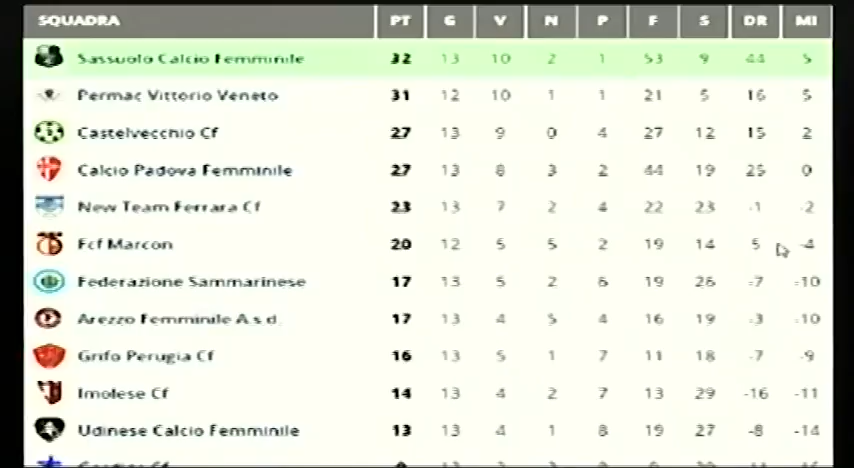 SQUADRA PT G V N P F S DR MI
Sassuolo Calcio Femminile 32 13 10 2 1 53 9 44 5
Permac Vittorio Veneto 31 12 10 1 1 21 5 16 5
Castelvecchio Cf 27 13 9 0 4 27 12 15 2
Calcio Padova Femminile 27 13 8 3 2 44 19 25 0
New Team Ferrara Cf 23 13 7 2 4 22 23 -1 -2
Fcf Marcon 20 12 5 5 2 19 14 5 -4
Federazione Sammarinese 17 13 5 2 6 19 26 -7 -10
Arezzo Femminile A.s.d. 17 13 4 5 4 16 19 -3 -10
Grifo Perugia Cf 16 13 5 1 7 11 18 -7 -9
Imolese Cf 14 13 4 2 7 13 29 -16 -11
Udinese Calcio Femminile 13 13 4 1 8 19 27 -8 -14